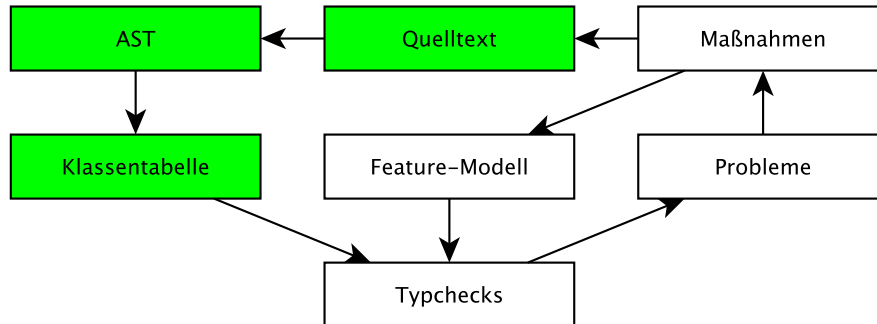 AST
Quelltext
Maßnahmen
Klassentabelle
Feature-Modell
Probleme
Typchecks